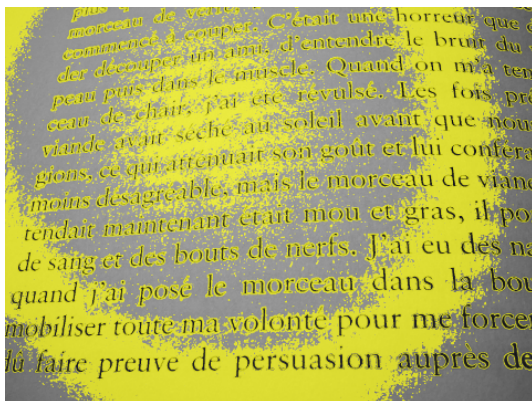 morceau de verre,
commencé à couper. C'était une horreur que d
der découper un ami, d'entendre le bruit du
peau puis dans le muscle. Quand on m'a ten
ceau de chair, j'ai été révulsé. Les fois pré
viande avait séché au soleil avant que nou
gions, ce qui atténuait son goût et lui conféra
moins désagréable, mais le morceau de vian
tendait maintenant était mou et gras, il po
de sang et des bouts de nerfs. J'ai eu des na
quand j'ai posé le morceau dans la bou
mobiliser toute ma volonté pour me forcer
dû faire preuve de persuasion auprès de